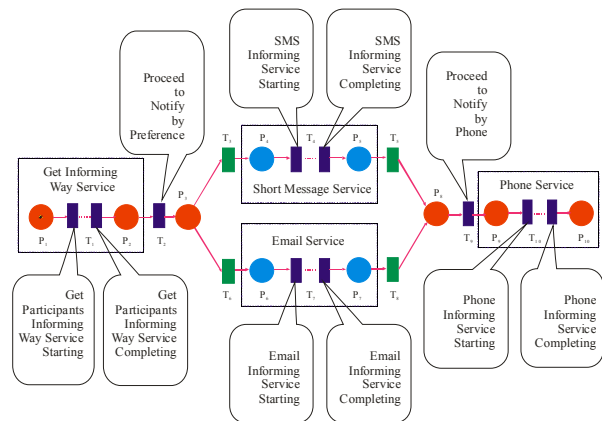 Proceed
to
Notify
by
Preference
SMS
Informing
Service
Starting
SMS
Informing
Service
Completing
Proceed
to
Notify
by
Phone
T₃
P₄
T₄
P₅
T₅
Get Informing
Way Service
Short Message Service
Phone Service
P₃
P₈
P₁
T₁
P₂
T₂
T₉
P₉
T₁₀
P₁₀
Email Service
T₆
P₆
T₇
P₇
T₈
Get
Participants
Informing
Way Service
Starting
Get
Participants
Informing
Way Service
Completing
Email
Informing
Service
Starting
Email
Informing
Service
Completing
Phone
Informing
Service
Starting
Phone
Informing
Service
Completing